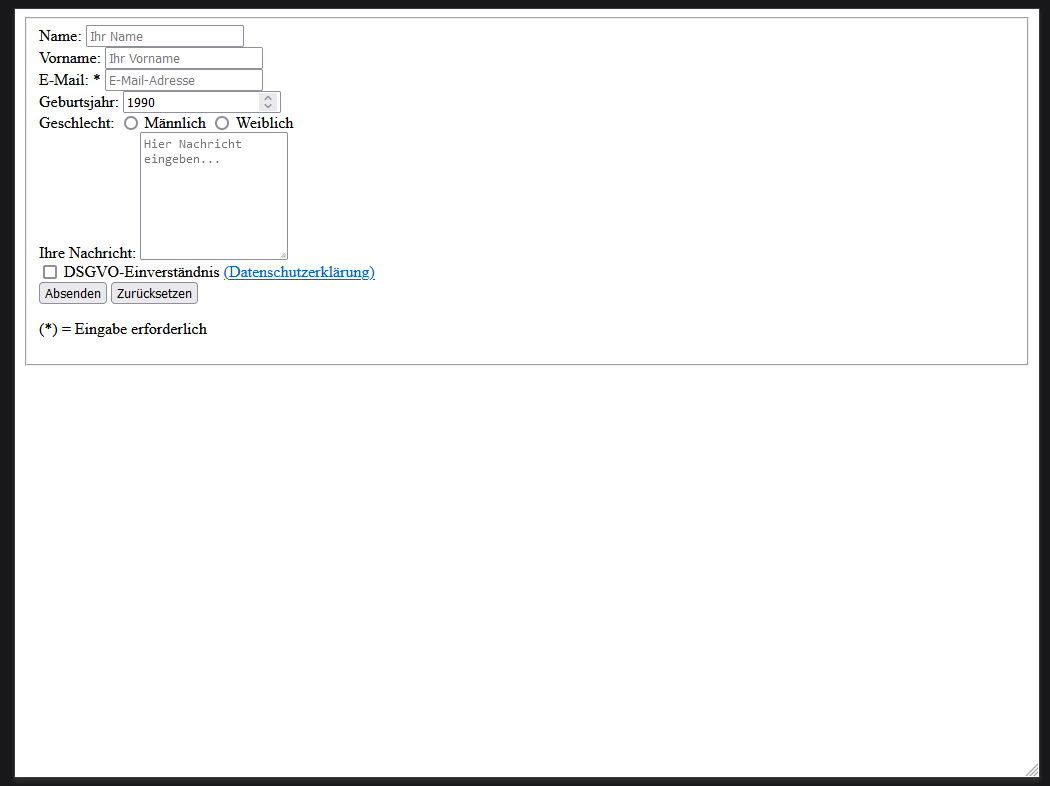 Name: Ihr Name
Vorname: Ihr Vorname
E-Mail: * E-Mail-Adresse
Geburtsjahr: 1990
Geschlecht: Männlich Weiblich
Hier Nachricht
eingeben...
Ihre Nachricht:
DSGVO-Einverständnis (Datenschutzerklärung)
Absenden Zurücksetzen
(*) = Eingabe erforderlich